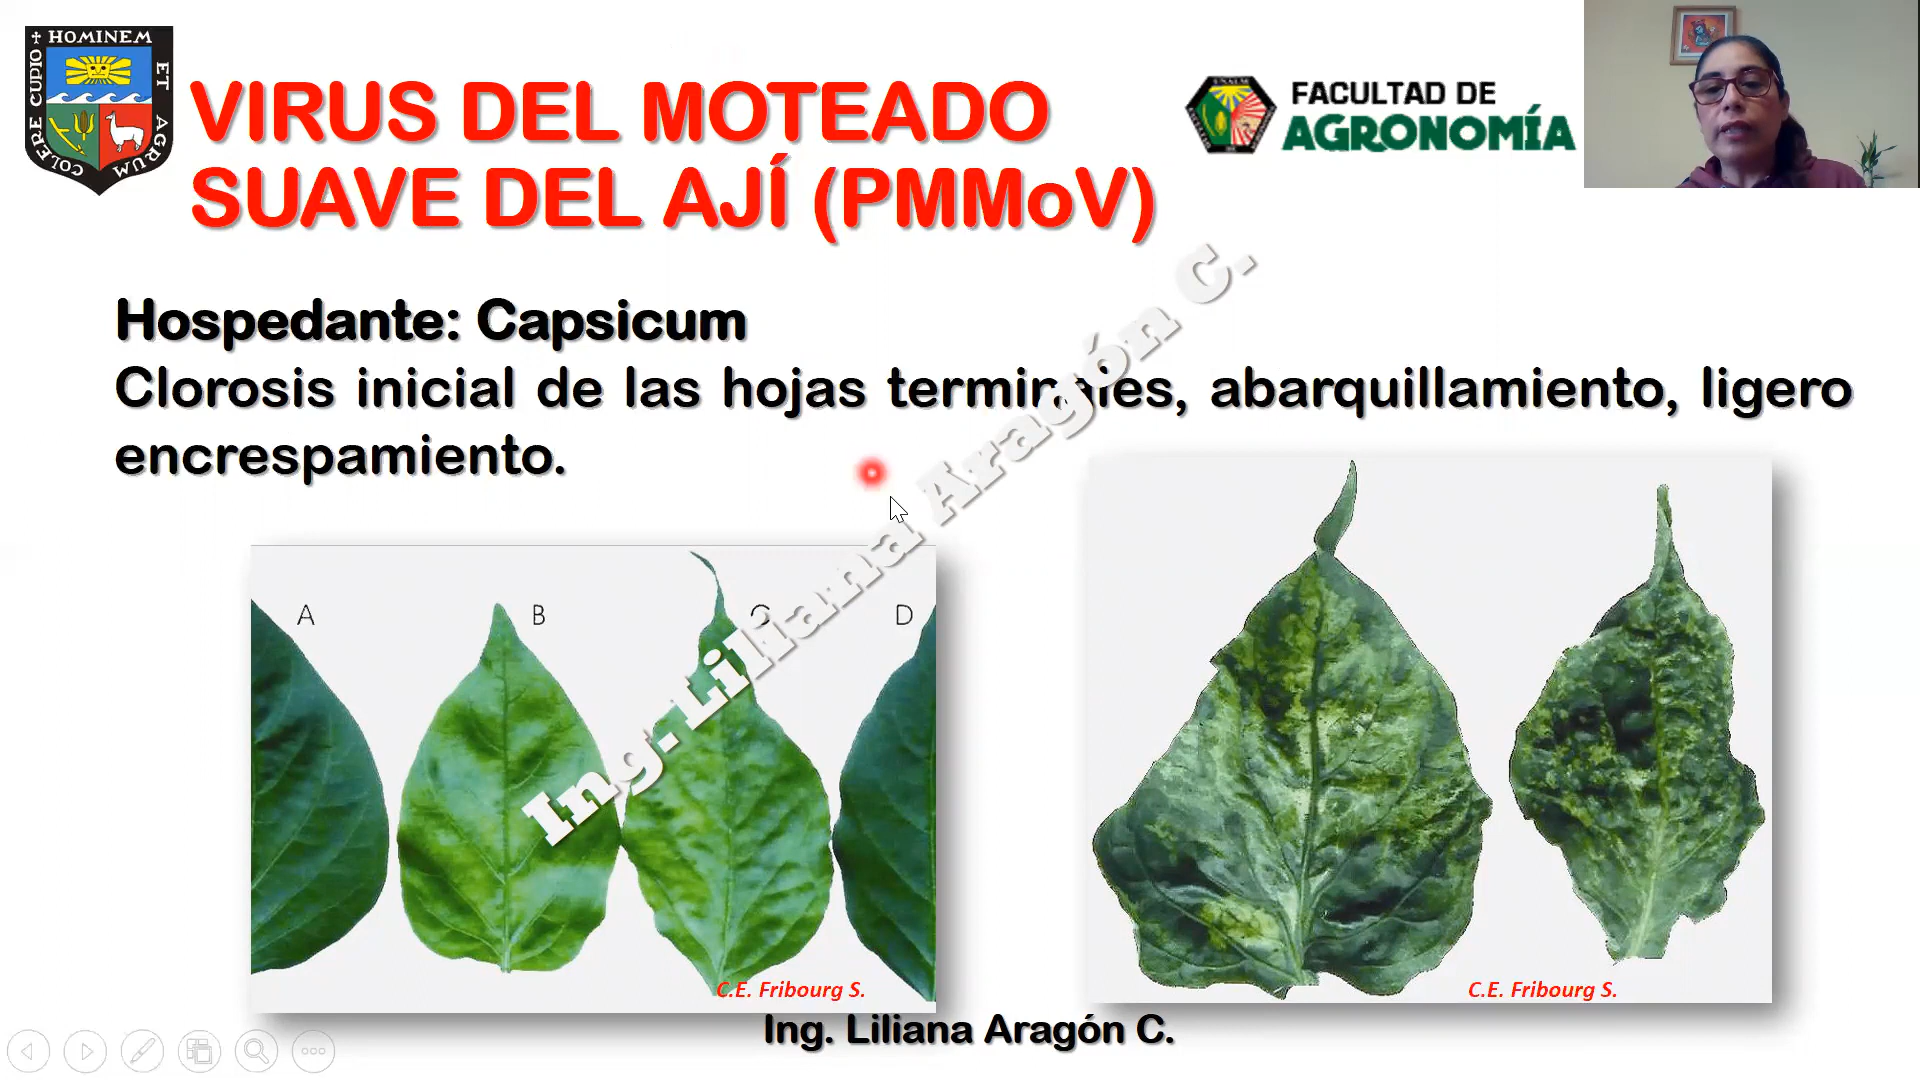 ✝ HOMINEM ET AGRUM COLERE CUPIO
VIRUS DEL MOTEADO
SUAVE DEL AJÍ (PMMoV)
FACULTAD DE
AGRONOMÍA
Hospedante: Capsicum
Clorosis inicial de las hojas terminales, abarquillamiento, ligero
encrespamiento.
Ing.Liliana Aragón C.
A B C D
C.E. Fribourg S.
C.E. Fribourg S.
Ing. Liliana Aragón C.